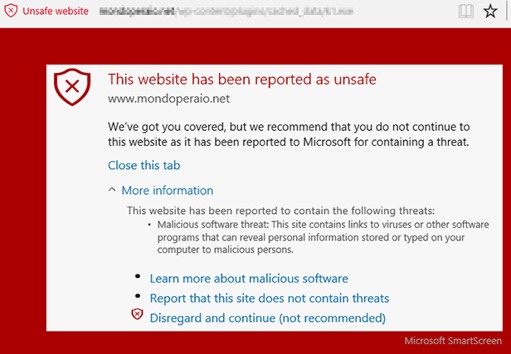 Unsafe website
This website has been reported as unsafe
www.mondoperaio.net
We've got you covered, but we recommend that you do not continue to
this website as it has been reported to Microsoft for containing a threat.
Close this tab
More information
This website has been reported to contain the following threats:
• Malicious software threat: This site contains links to viruses or other software
programs that can reveal personal information stored or typed on your
computer to malicious persons.
• Learn more about malicious software
• Report that this site does not contain threats
Disregard and continue (not recommended)
Microsoft SmartScreen